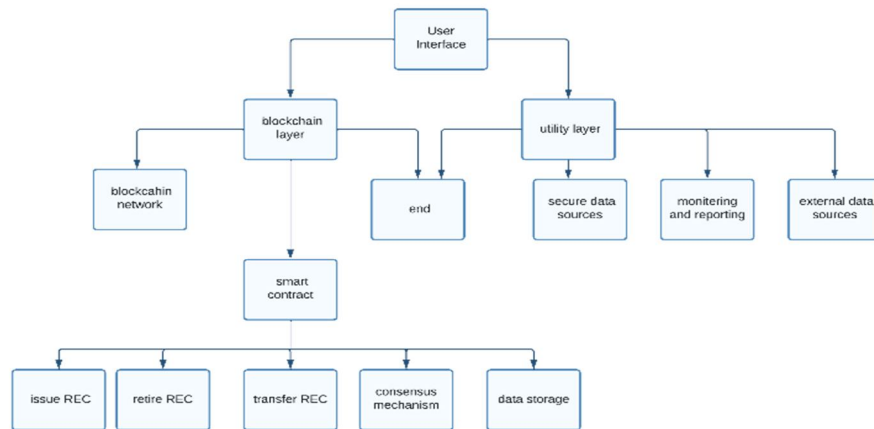 User
Interface
blockchain
layer
utility layer
blockcahin
network
end
secure data
sources
monitering
and reporting
external data
sources
smart
contract
issue REC
retire REC
transfer REC
consensus
mechanism
data storage